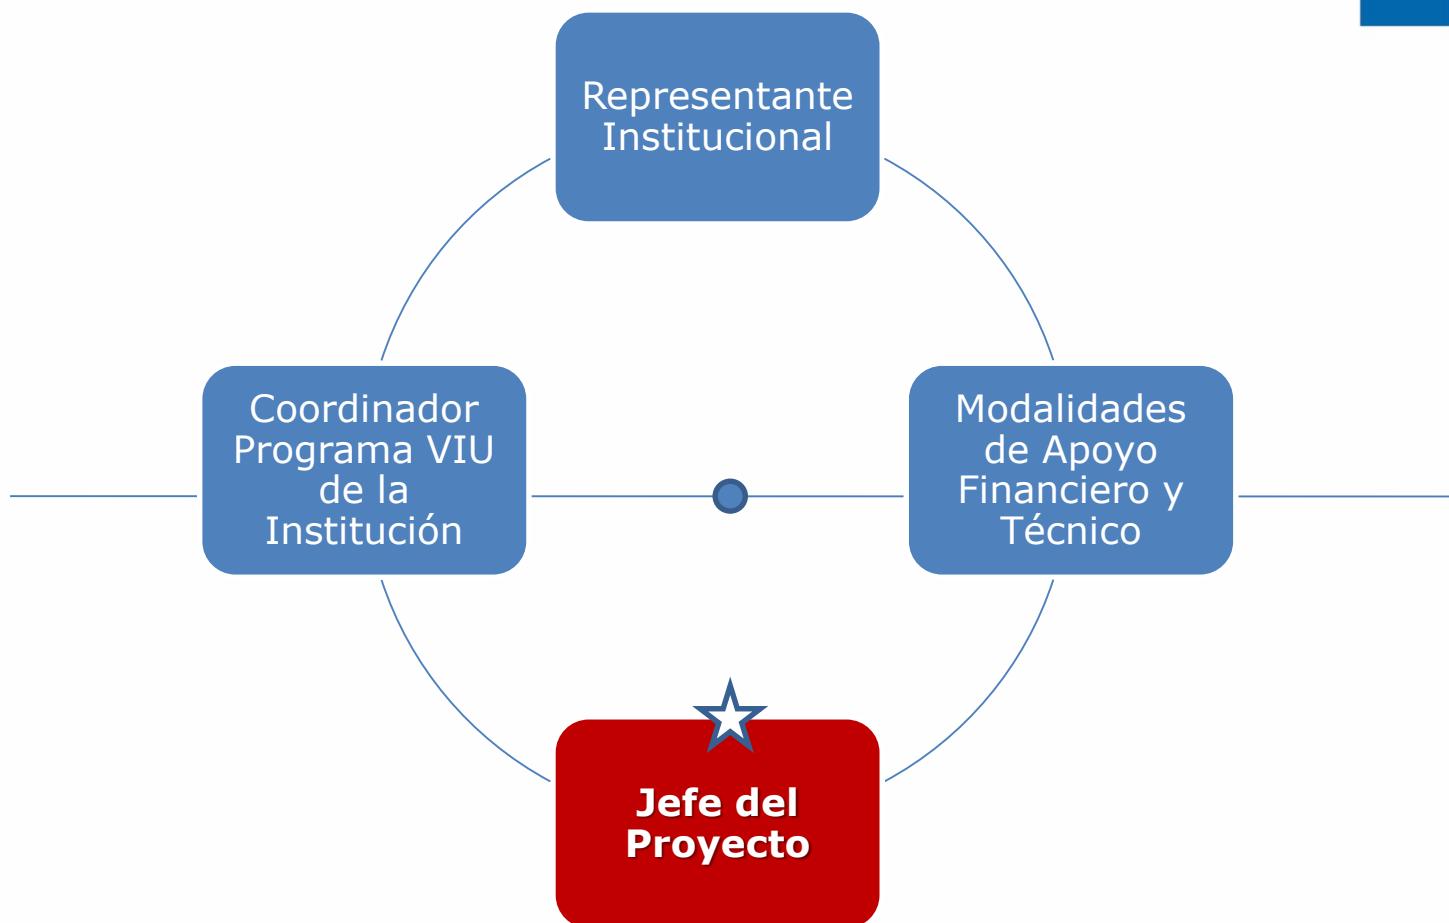 Representante
Institucional
Coordinador
Programa VIU
de la
Institución
Modalidades
de Apoyo
Financiero y
Técnico
Jefe del
Proyecto